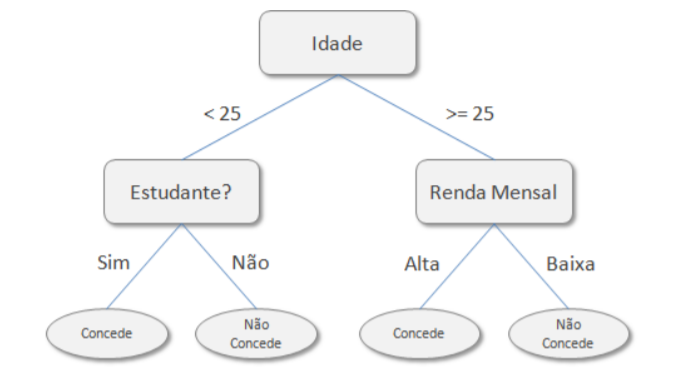 Idade
< 25
>= 25
Estudante?
Renda Mensal
Sim
Não
Alta
Baixa
Concede
Não
Concede
Concede
Não
Concede